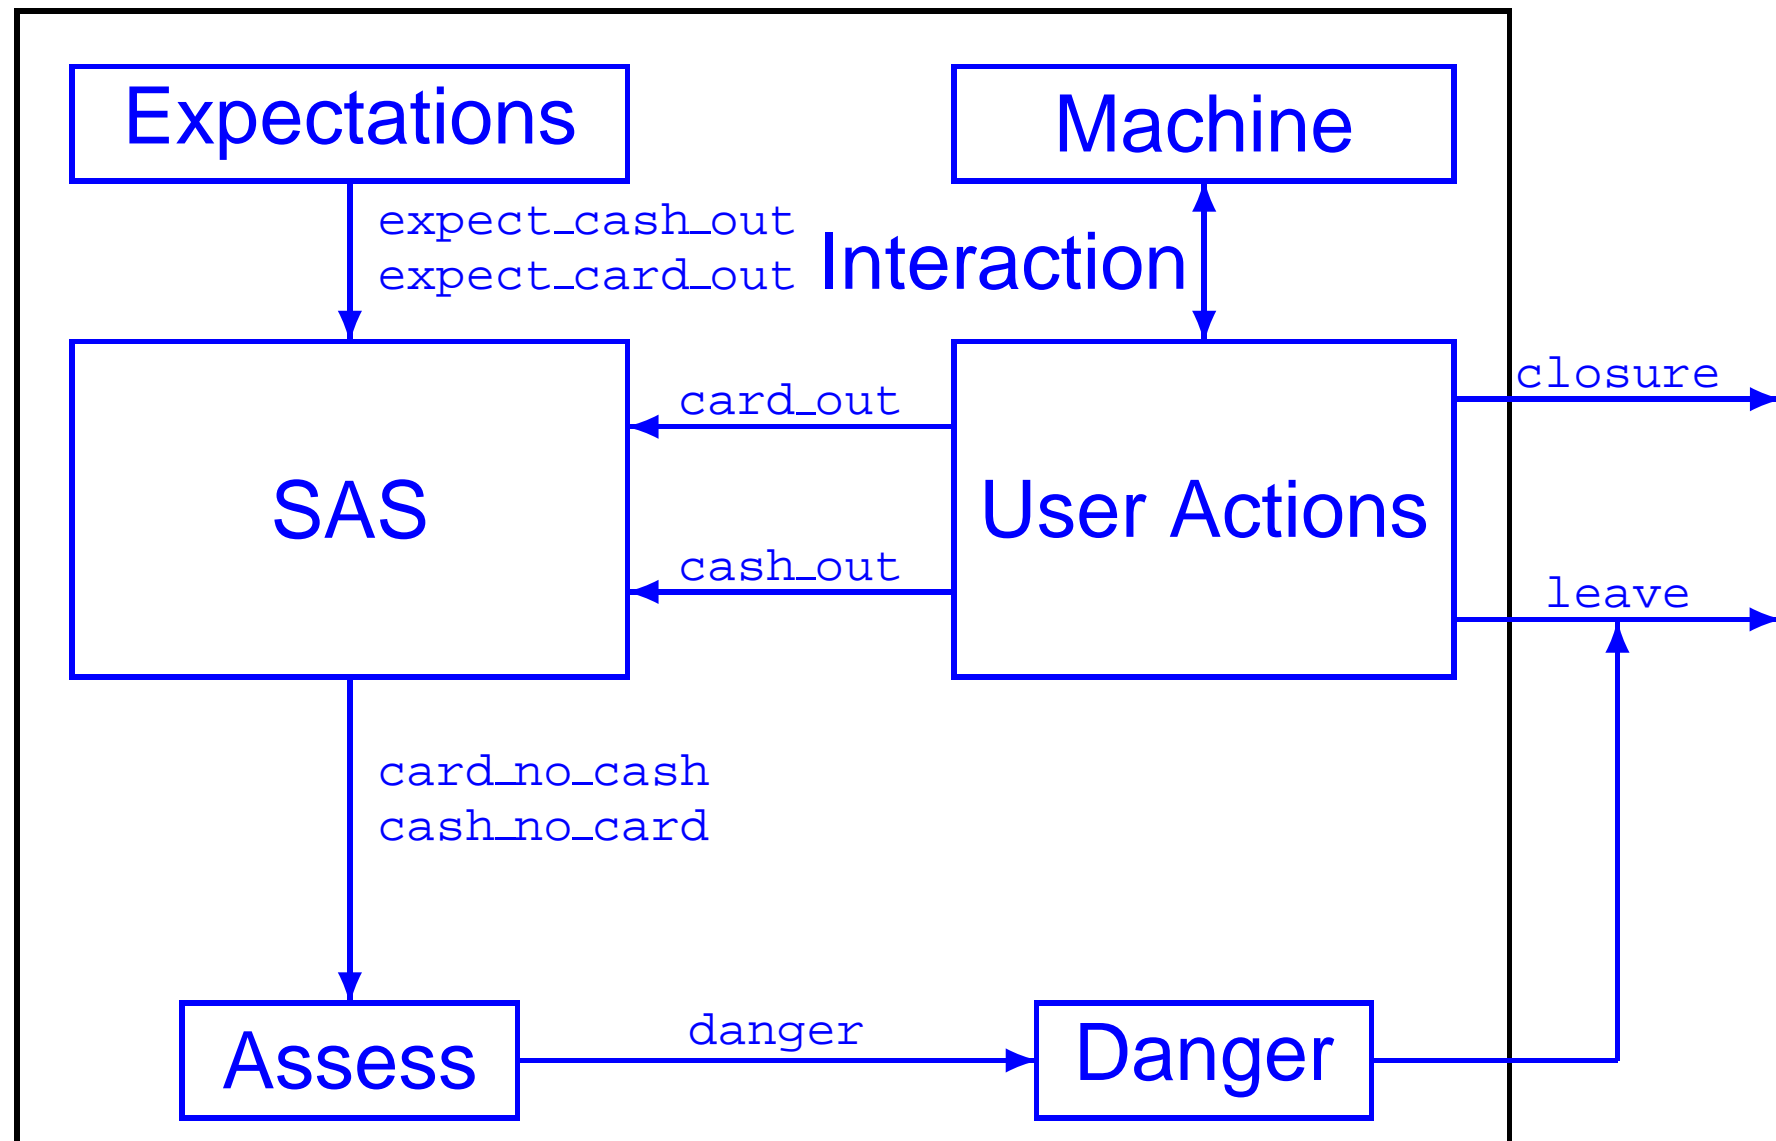 Expectations
Machine
expect_cash_out
expect_card_out
Interaction
closure
card_out
SAS
User Actions
cash_out
leave
card_no_cash
cash_no_card
danger
Assess
Danger